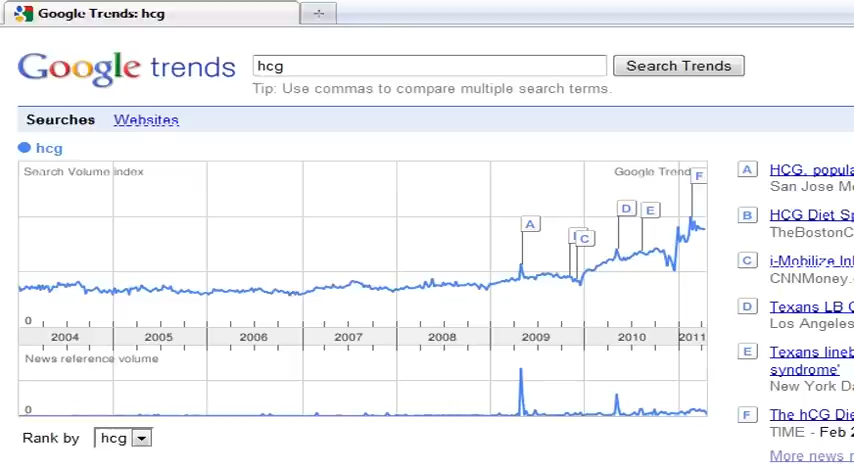 Google Trends: hcg
Google trends
hcg
Search Trends
Tip: Use commas to compare multiple search terms.
Searches Websites
hcg
Search Volume index
Google Trend
F
D
E
A
C
0
2004 2005 2006 2007 2008 2009 2010 2011
News reference volume
0
Rank by hcg
A HCG, popula
San Jose M
B HCG Diet Sp
TheBostonC
C i-Mobilize In
CNNMoney.
D Texans LB C
Los Angeles
E Texans lineb
syndrome'
New York Da
F The hCG Die
TIME - Feb 2
More news r